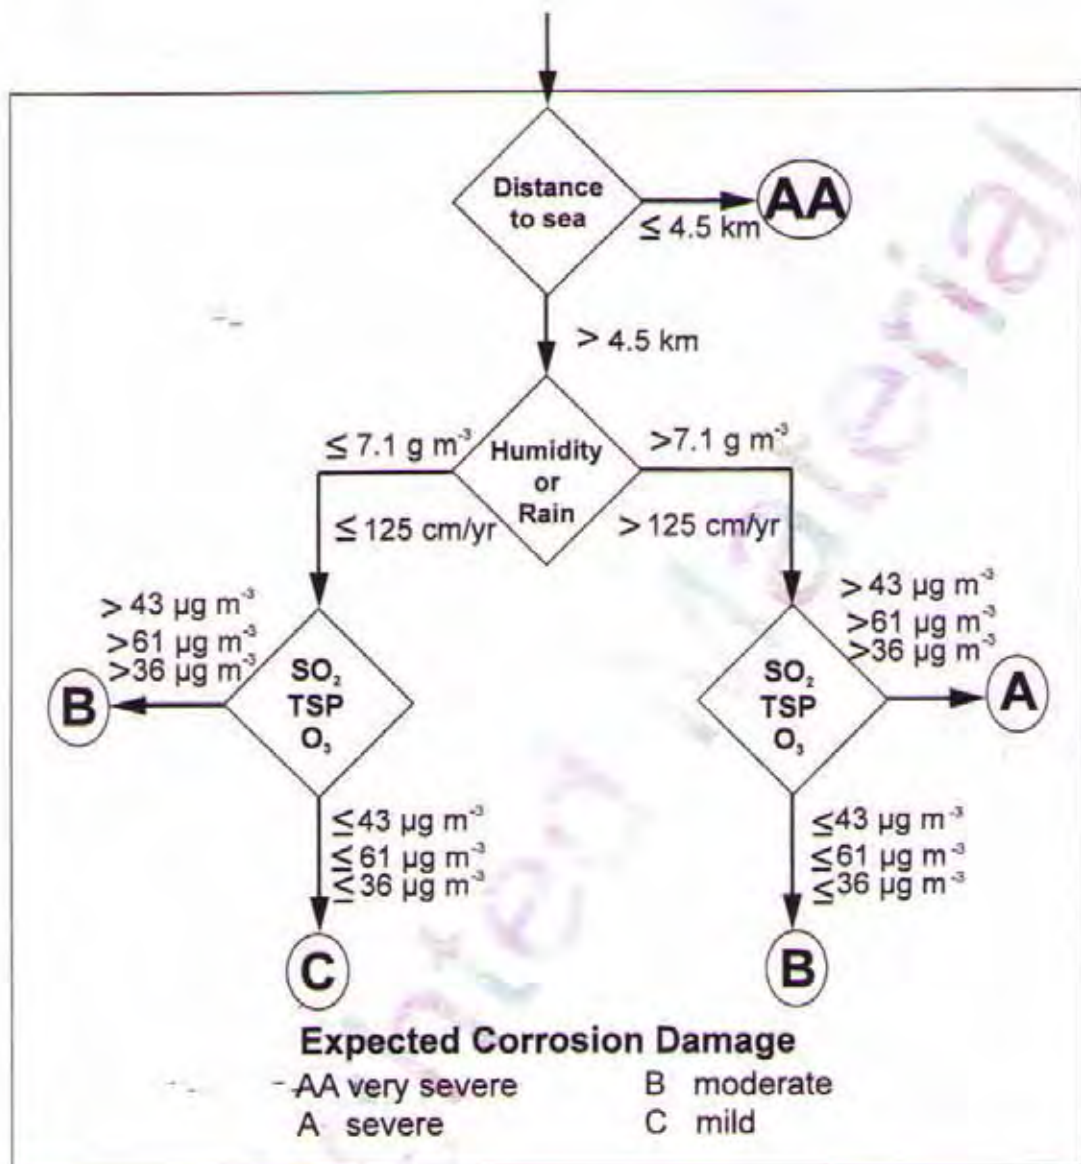 Distance
to sea
AA
≤ 4.5 km
> 4.5 km
≤ 7.1 g m⁻³
Humidity
or
Rain
>7.1 g m⁻³
≤ 125 cm/yr
> 125 cm/yr
> 43 µg m⁻³
>61 µg m⁻³
>36 µg m⁻³
B
SO₂
TSP
O₃
≤43 µg m⁻³
≤61 µg m⁻³
≤36 µg m⁻³
C
> 43 µg m⁻³
>61 µg m⁻³
>36 µg m⁻³
SO₂
TSP
O₃
A
≤43 µg m⁻³
≤61 µg m⁻³
≤36 µg m⁻³
B
Expected Corrosion Damage
AA very severe
B moderate
A severe
C mild